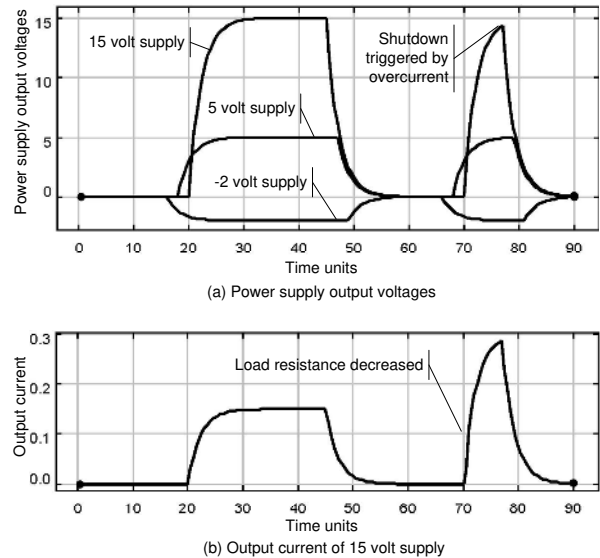 Power supply output voltages
15
10
5
0
15 volt supply
5 volt supply
-2 volt supply
Shutdown
triggered by
overcurrent
0 10 20 30 40 50 60 70 80 90
Time units
(a) Power supply output voltages
Output current
0.3
0.2
0.1
0.0
Load resistance decreased
0 10 20 30 40 50 60 70 80 90
Time units
(b) Output current of 15 volt supply